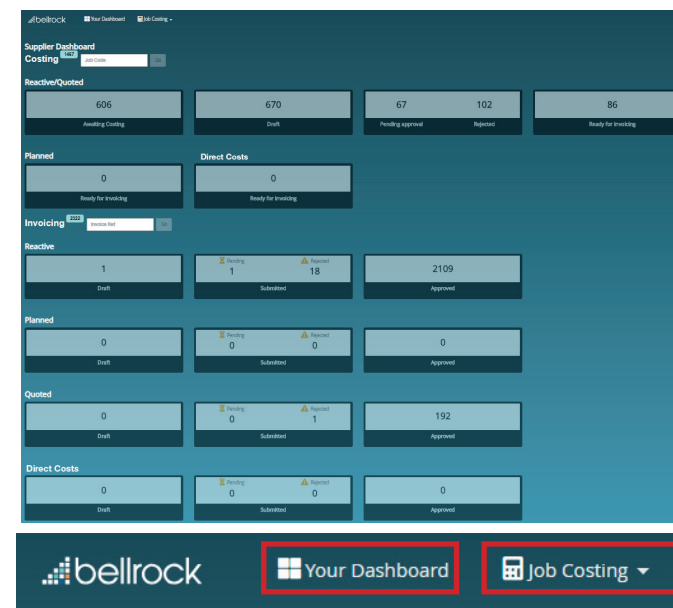 bellrock Your Dashboard Job Costing
Supplier Dashboard
Costing 1467 Job Code Go
Reactive/Quoted
606 670 67 102 86
Awaiting Costing Draft Pending approval Rejected Ready for Invoicing
Planned Direct Costs
0 0
Ready for Invoicing Ready for Invoicing
Invoicing 2322 Invoice Ref Go
Reactive
Pending Rejected
1 1 18 2109
Draft Submitted Approved
Planned
Pending Rejected
0 0 0 0
Draft Submitted Approved
Quoted
Pending Rejected
0 0 1 192
Draft Submitted Approved
Direct Costs
Pending Rejected
0 0 0 0
Draft Submitted Approved
bellrock Your Dashboard Job Costing